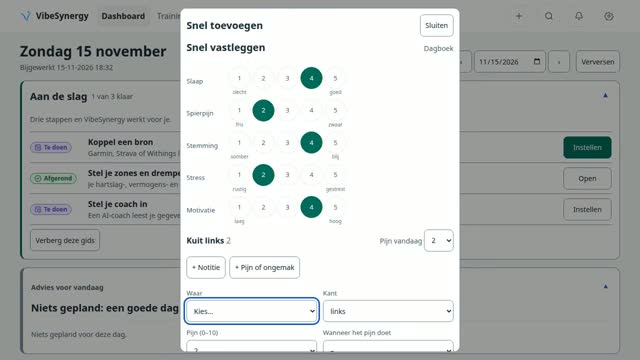 VibeSynergy
Dashboard
Zondag 15 november
Bijgewerkt 15-11-2026 18:32
11/15/2026
Verversen
Aan de slag 1 van 3 klaar
Drie stappen en VibeSynergy werkt voor je.
Te doen
Koppel een bron
Garmin, Strava of Withings
Instellen
Afgerond
Stel je zones en
Je hartslag-, vermogens- en
Open
Te doen
Stel je coach in
Een AI-coach leest je
Instellen
Verberg deze gids
Advies voor vandaag
Niets gepland: een goede dag
Niets gepland voor deze dag.
Snel toevoegen
Sluiten
Snel vastleggen
Dagboek
Slaap
1 2 3 4 5
slecht goed
Spierpijn
1 2 3 4 5
fris zwaar
Stemming
1 2 3 4 5
somber blij
Stress
1 2 3 4 5
rustig gestrest
Motivatie
1 2 3 4 5
laag hoog
Kuit links 2
Pijn vandaag
2
+ Notitie
+ Pijn of ongemak
Waar
Kant
Kies...
links
Pijn (0–10)
Wanneer het pijn doet
2